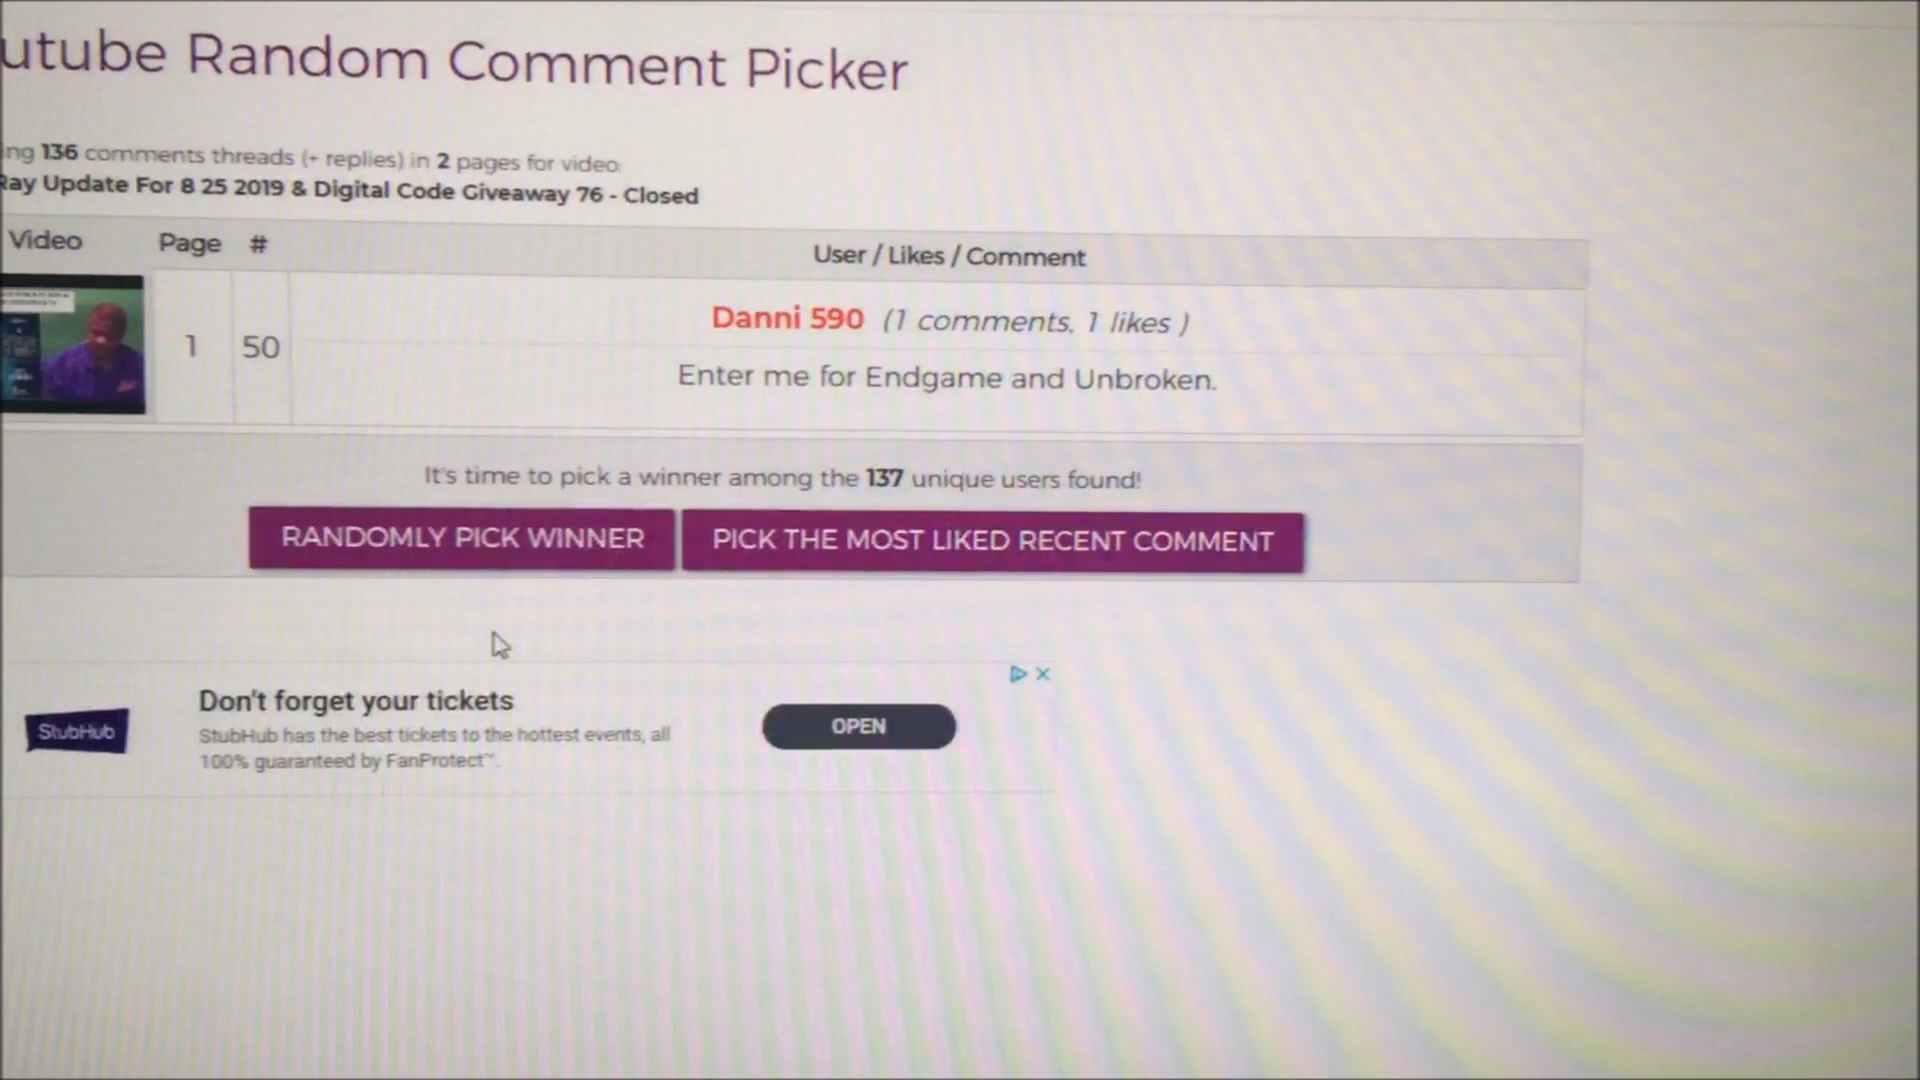 utube Random Comment Picker
ing 136 comments threads (+ replies) in 2 pages for video:
Ray Update For 8 25 2019 & Digital Code Giveaway 76 - Closed
Video Page # User / Likes / Comment
1 50 Danni 590 (1 comments, 1 likes )
Enter me for Endgame and Unbroken.
It's time to pick a winner among the 137 unique users found!
RANDOMLY PICK WINNER PICK THE MOST LIKED RECENT COMMENT
Don't forget your tickets
StubHub StubHub has the best tickets to the hottest events, all
100% guaranteed by FanProtect™.
OPEN